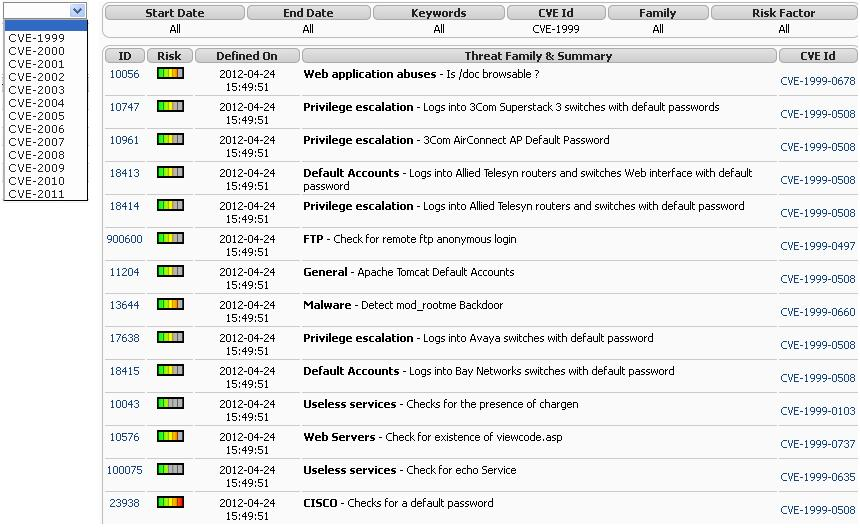 CVE-1999
CVE-2000
CVE-2001
CVE-2002
CVE-2003
CVE-2004
CVE-2005
CVE-2006
CVE-2007
CVE-2008
CVE-2009
CVE-2010
CVE-2011
Start Date End Date Keywords CVE Id Family Risk Factor
All All All CVE-1999 All All
ID Risk Defined On Threat Family & Summary CVE Id
10056 2012-04-24 Web application abuses - Is /doc browsable ? CVE-1999-0678
15:49:51
10747 2012-04-24 Privilege escalation - Logs into 3Com Superstack 3 switches with default passwords CVE-1999-0508
15:49:51
10961 2012-04-24 Privilege escalation - 3Com AirConnect AP Default Password CVE-1999-0508
15:49:51
18413 2012-04-24 Default Accounts - Logs into Allied Telesyn routers and switches Web interface with default CVE-1999-0508
15:49:51 password
18414 2012-04-24 Privilege escalation - Logs into Allied Telesyn routers and switches with default password CVE-1999-0508
15:49:51
900600 2012-04-24 FTP - Check for remote ftp anonymous login CVE-1999-0497
15:49:51
11204 2012-04-24 General - Apache Tomcat Default Accounts CVE-1999-0508
15:49:51
13644 2012-04-24 Malware - Detect mod_rootme Backdoor CVE-1999-0660
15:49:51
17638 2012-04-24 Privilege escalation - Logs into Avaya switches with default password CVE-1999-0508
15:49:51
18415 2012-04-24 Default Accounts - Logs into Bay Networks switches with default password CVE-1999-0508
15:49:51
10043 2012-04-24 Useless services - Checks for the presence of chargen CVE-1999-0103
15:49:51
10576 2012-04-24 Web Servers - Check for existence of viewcode.asp CVE-1999-0737
15:49:51
100075 2012-04-24 Useless services - Check for echo Service CVE-1999-0635
15:49:51
23938 2012-04-24 CISCO - Checks for a default password CVE-1999-0508
15:49:51